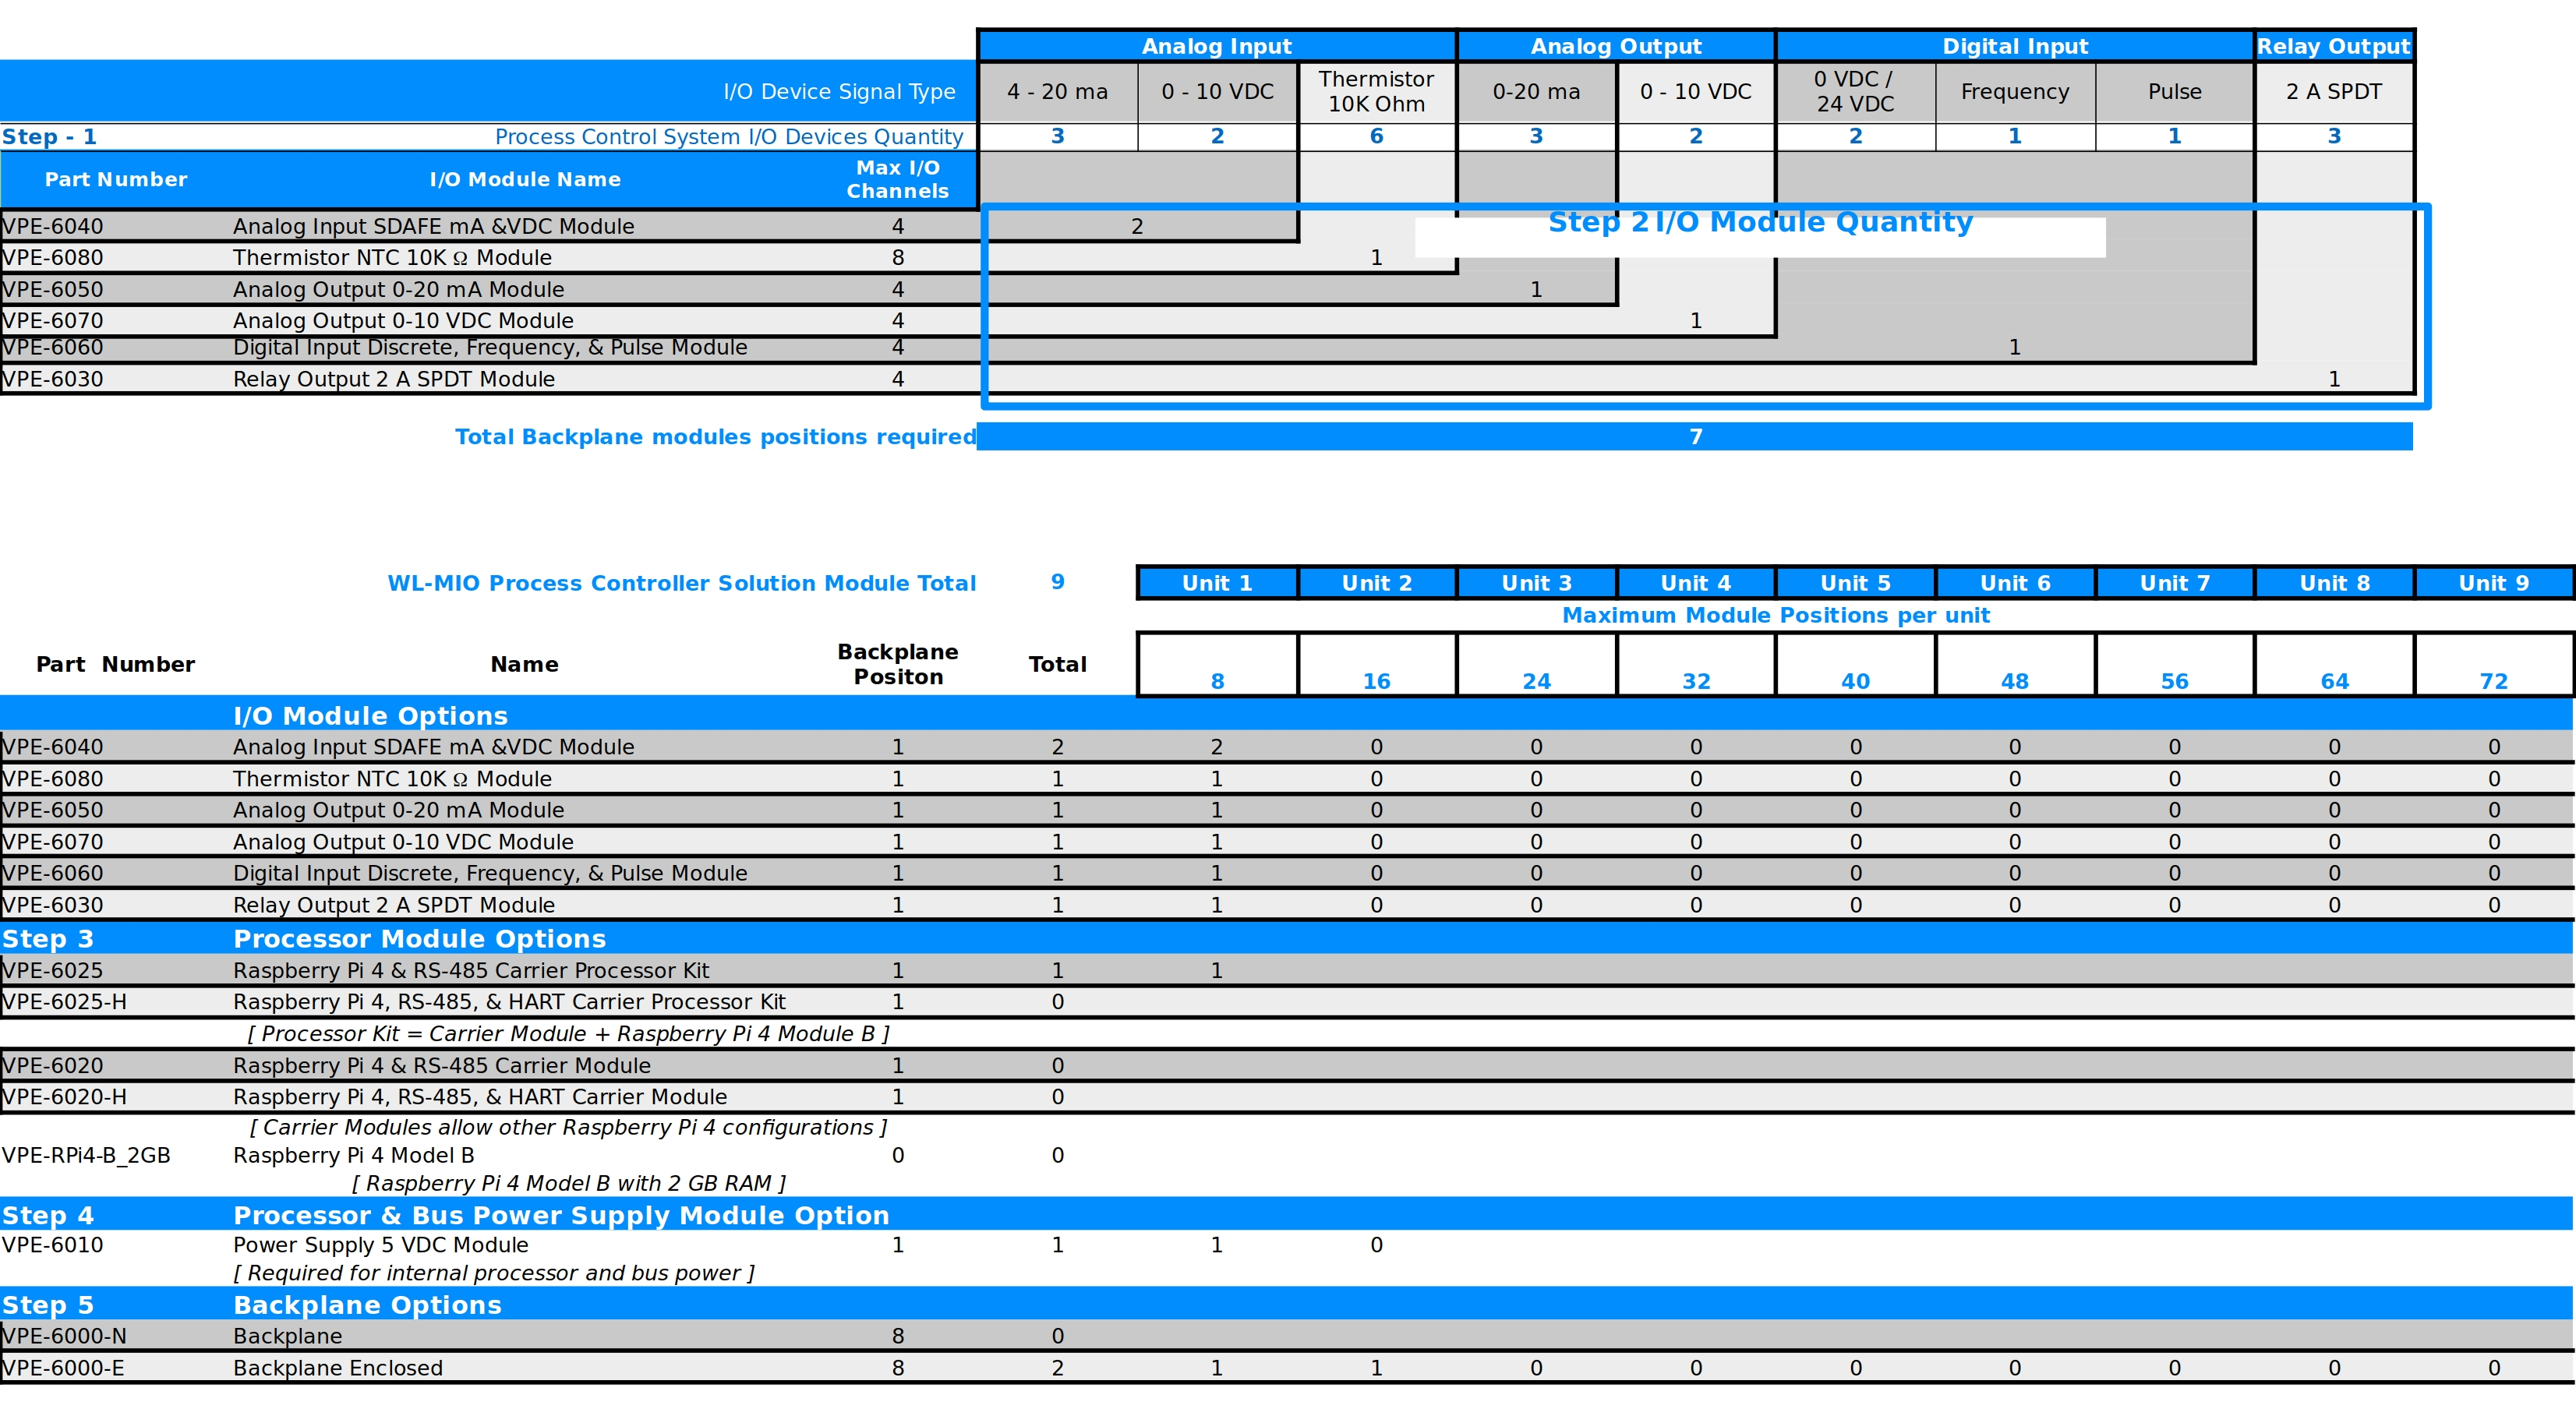 Analog Input Analog Output Digital Input Relay Output
I/O Device Signal Type 4 - 20 ma 0 - 10 VDC Thermistor 10K Ohm 0-20 ma 0 - 10 VDC 0 VDC / 24 VDC Frequency Pulse 2 A SPDT
Step - 1 Process Control System I/O Devices Quantity 3 2 6 3 2 2 1 1 3
Part Number I/O Module Name Max I/O Channels
Step 2 I/O Module Quantity
VPE-6040 Analog Input SDAFE mA &VDC Module 4 2
VPE-6080 Thermistor NTC 10K Ω Module 8 1
VPE-6050 Analog Output 0-20 mA Module 4 1
VPE-6070 Analog Output 0-10 VDC Module 4 1
VPE-6060 Digital Input Discrete, Frequency, & Pulse Module 4 1
VPE-6030 Relay Output 2 A SPDT Module 4 1
Total Backplane modules positions required 7
WL-MIO Process Controller Solution Module Total 9 Unit 1 Unit 2 Unit 3 Unit 4 Unit 5 Unit 6 Unit 7 Unit 8 Unit 9
Maximum Module Positions per unit
Part Number Name Backplane Positon Total 8 16 24 32 40 48 56 64 72
I/O Module Options
VPE-6040 Analog Input SDAFE mA &VDC Module 1 2 2 0 0 0 0 0 0 0 0
VPE-6080 Thermistor NTC 10K Ω Module 1 1 1 0 0 0 0 0 0 0 0
VPE-6050 Analog Output 0-20 mA Module 1 1 1 0 0 0 0 0 0 0 0
VPE-6070 Analog Output 0-10 VDC Module 1 1 1 0 0 0 0 0 0 0 0
VPE-6060 Digital Input Discrete, Frequency, & Pulse Module 1 1 1 0 0 0 0 0 0 0 0
VPE-6030 Relay Output 2 A SPDT Module 1 1 1 0 0 0 0 0 0 0 0
Step 3 Processor Module Options
VPE-6025 Raspberry Pi 4 & RS-485 Carrier Processor Kit 1 1 1
VPE-6025-H Raspberry Pi 4, RS-485, & HART Carrier Processor Kit 1 0
[ Processor Kit = Carrier Module + Raspberry Pi 4 Module B ]
VPE-6020 Raspberry Pi 4 & RS-485 Carrier Module 1 0
VPE-6020-H Raspberry Pi 4, RS-485, & HART Carrier Module 1 0
[ Carrier Modules allow other Raspberry Pi 4 configurations ]
VPE-RPi4-B_2GB Raspberry Pi 4 Model B 0 0
[ Raspberry Pi 4 Model B with 2 GB RAM ]
Step 4 Processor & Bus Power Supply Module Option
VPE-6010 Power Supply 5 VDC Module 1 1 1 0
[ Required for internal processor and bus power ]
Step 5 Backplane Options
VPE-6000-N Backplane 8 0
VPE-6000-E Backplane Enclosed 8 2 1 1 0 0 0 0 0 0 0